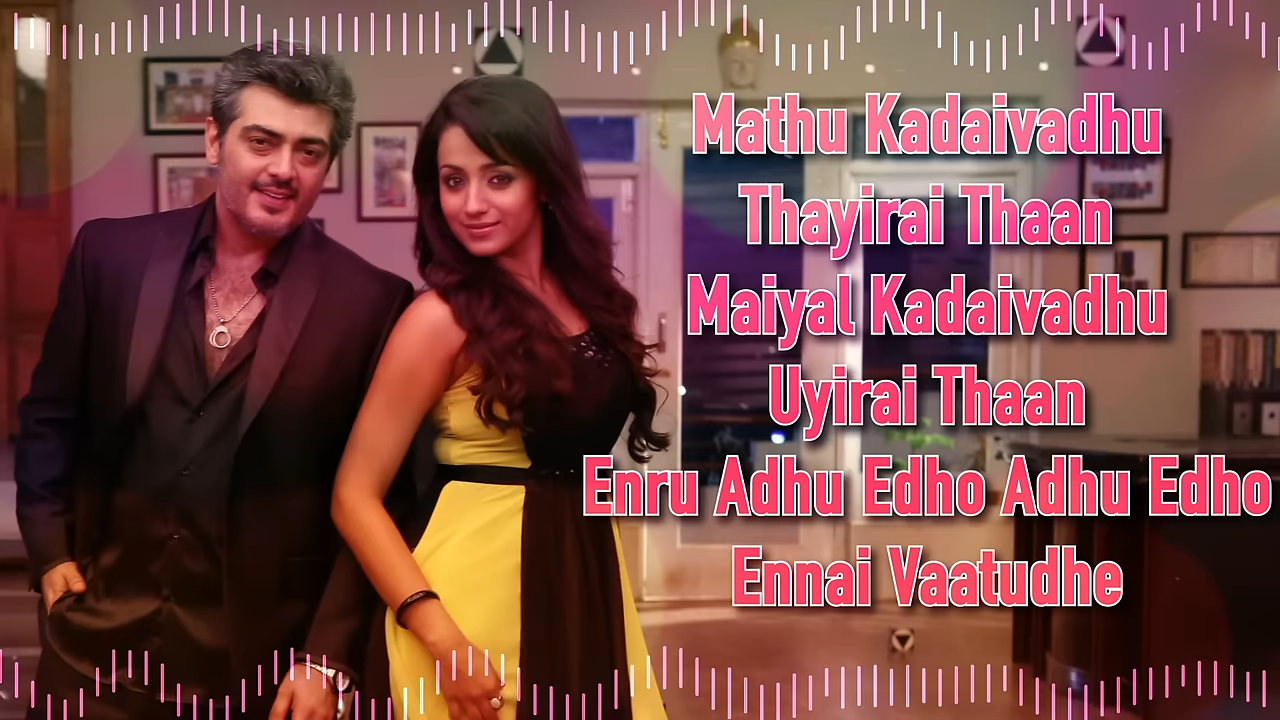 Mathu Kadaivadhu
Thayirai Thaan
Maiyal Kadaivadhu
Uyirai Thaan
Enru Adhu Edho Adhu Edho
Ennai Vaatudhe